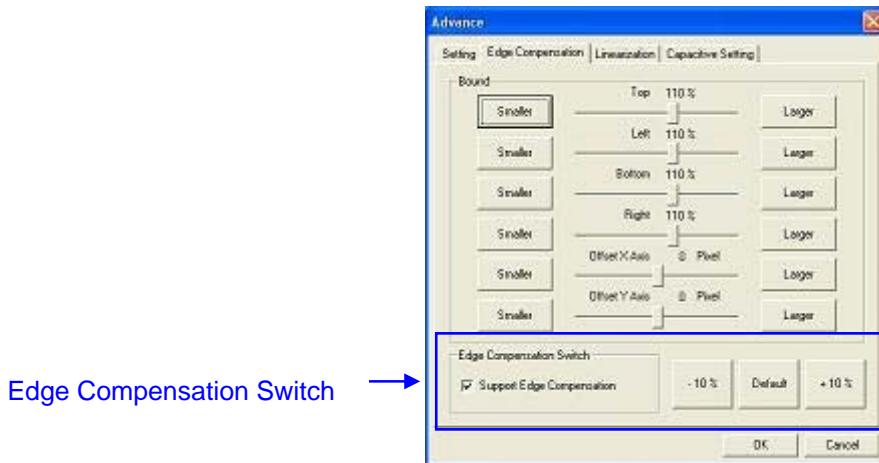 Advance
Setting Edge Compensation Linearization Capacitive Setting
Bound
Top 110 %
Smaller Larger
Left 110 %
Smaller Larger
Bottom 110 %
Smaller Larger
Right 110 %
Smaller Larger
Offset X Axis 0 Pixel
Smaller Larger
Offset Y Axis 0 Pixel
Smaller Larger
Edge Compensation Switch
Edge Compensation Switch
Support Edge Compensation - 10 % Default + 10 %
OK Cancel